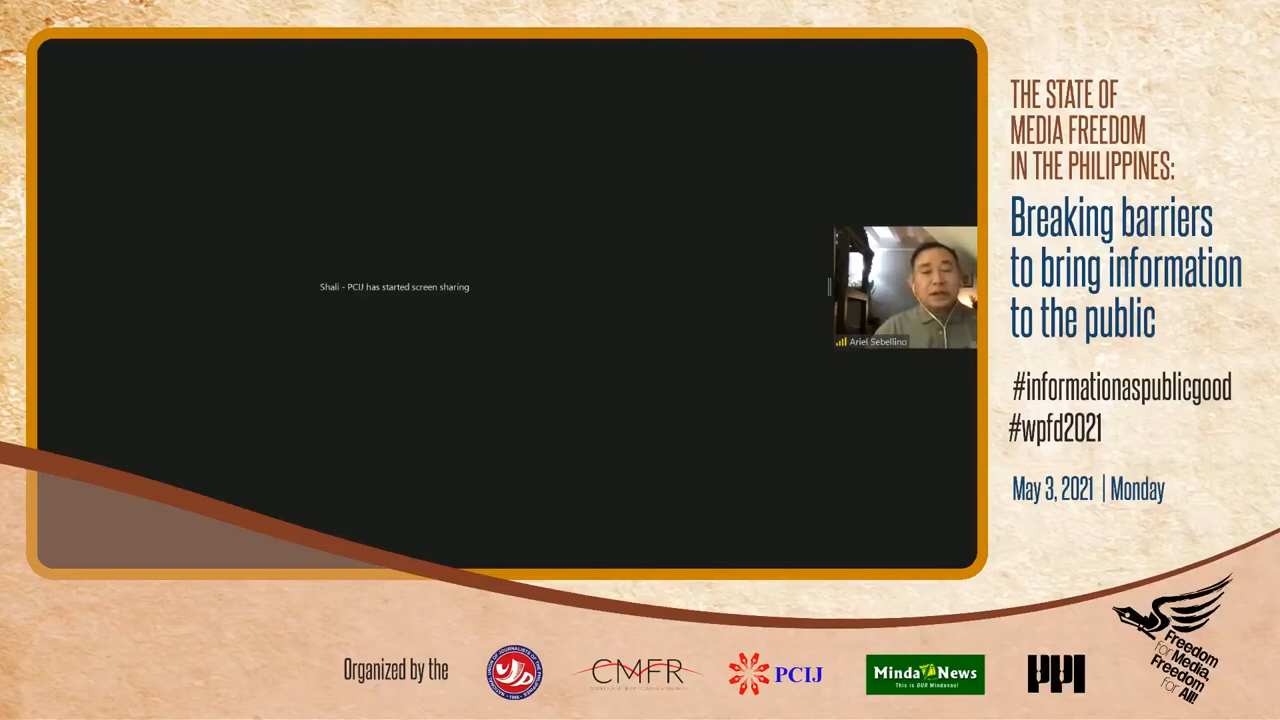 THE STATE OF
MEDIA FREEDOM
IN THE PHILIPPINES:
Breaking barriers
to bring information
to the public
#informationaspublicgood
#wpfd2021
May 3, 2021 | Monday
Shali - PCIJ has started screen sharing
Ariel Sebellino
Organized by the
CMFR
PCIJ
MindaNews
This is OUR Mindanao!
PPI
Freedom
for Media,
Freedom
for All!